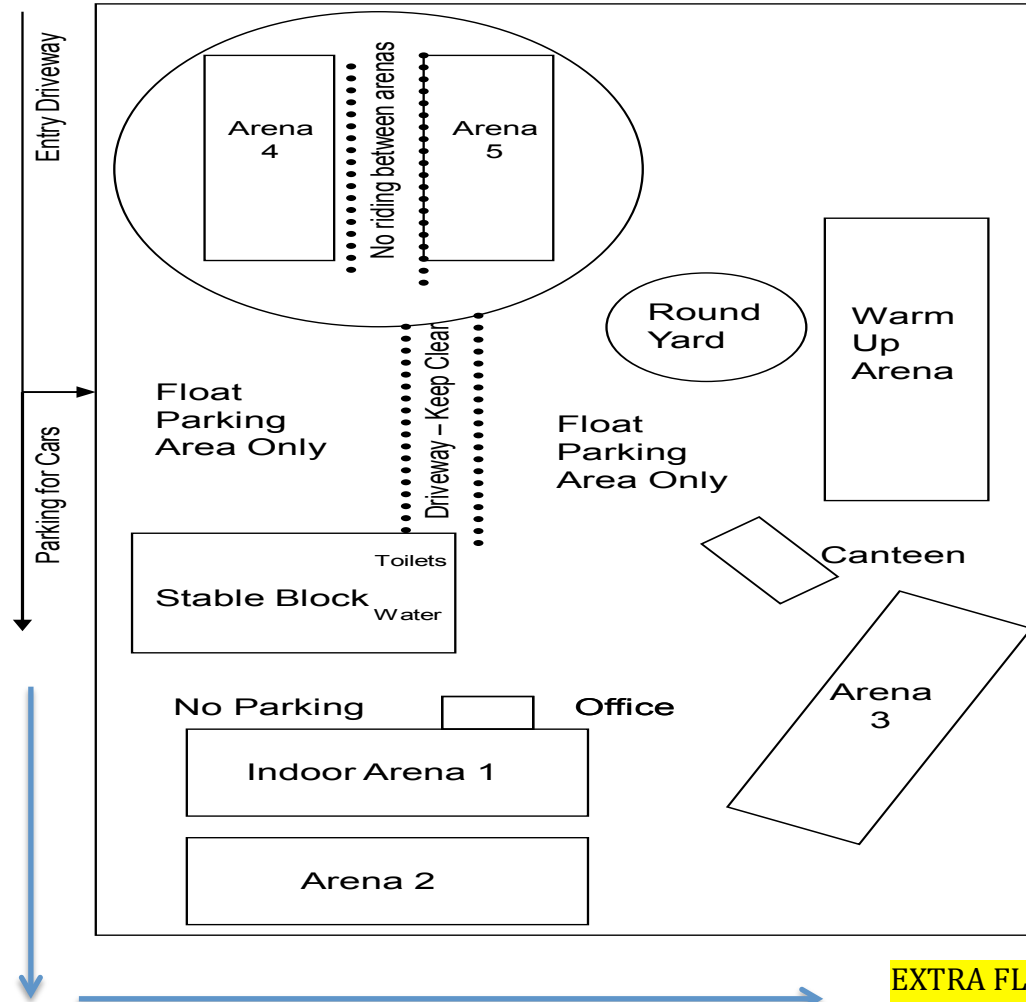 Entry Driveway
Arena
4
No riding between arenas
Arena
5
Round
Yard
Warm
Up
Arena
Float
Parking
Area Only
Driveway – Keep Clear
Float
Parking
Area Only
Parking for Cars
Toilets
Stable Block
Water
Canteen
Arena
3
No Parking
Office
Indoor Arena 1
Arena 2
EXTRA FL